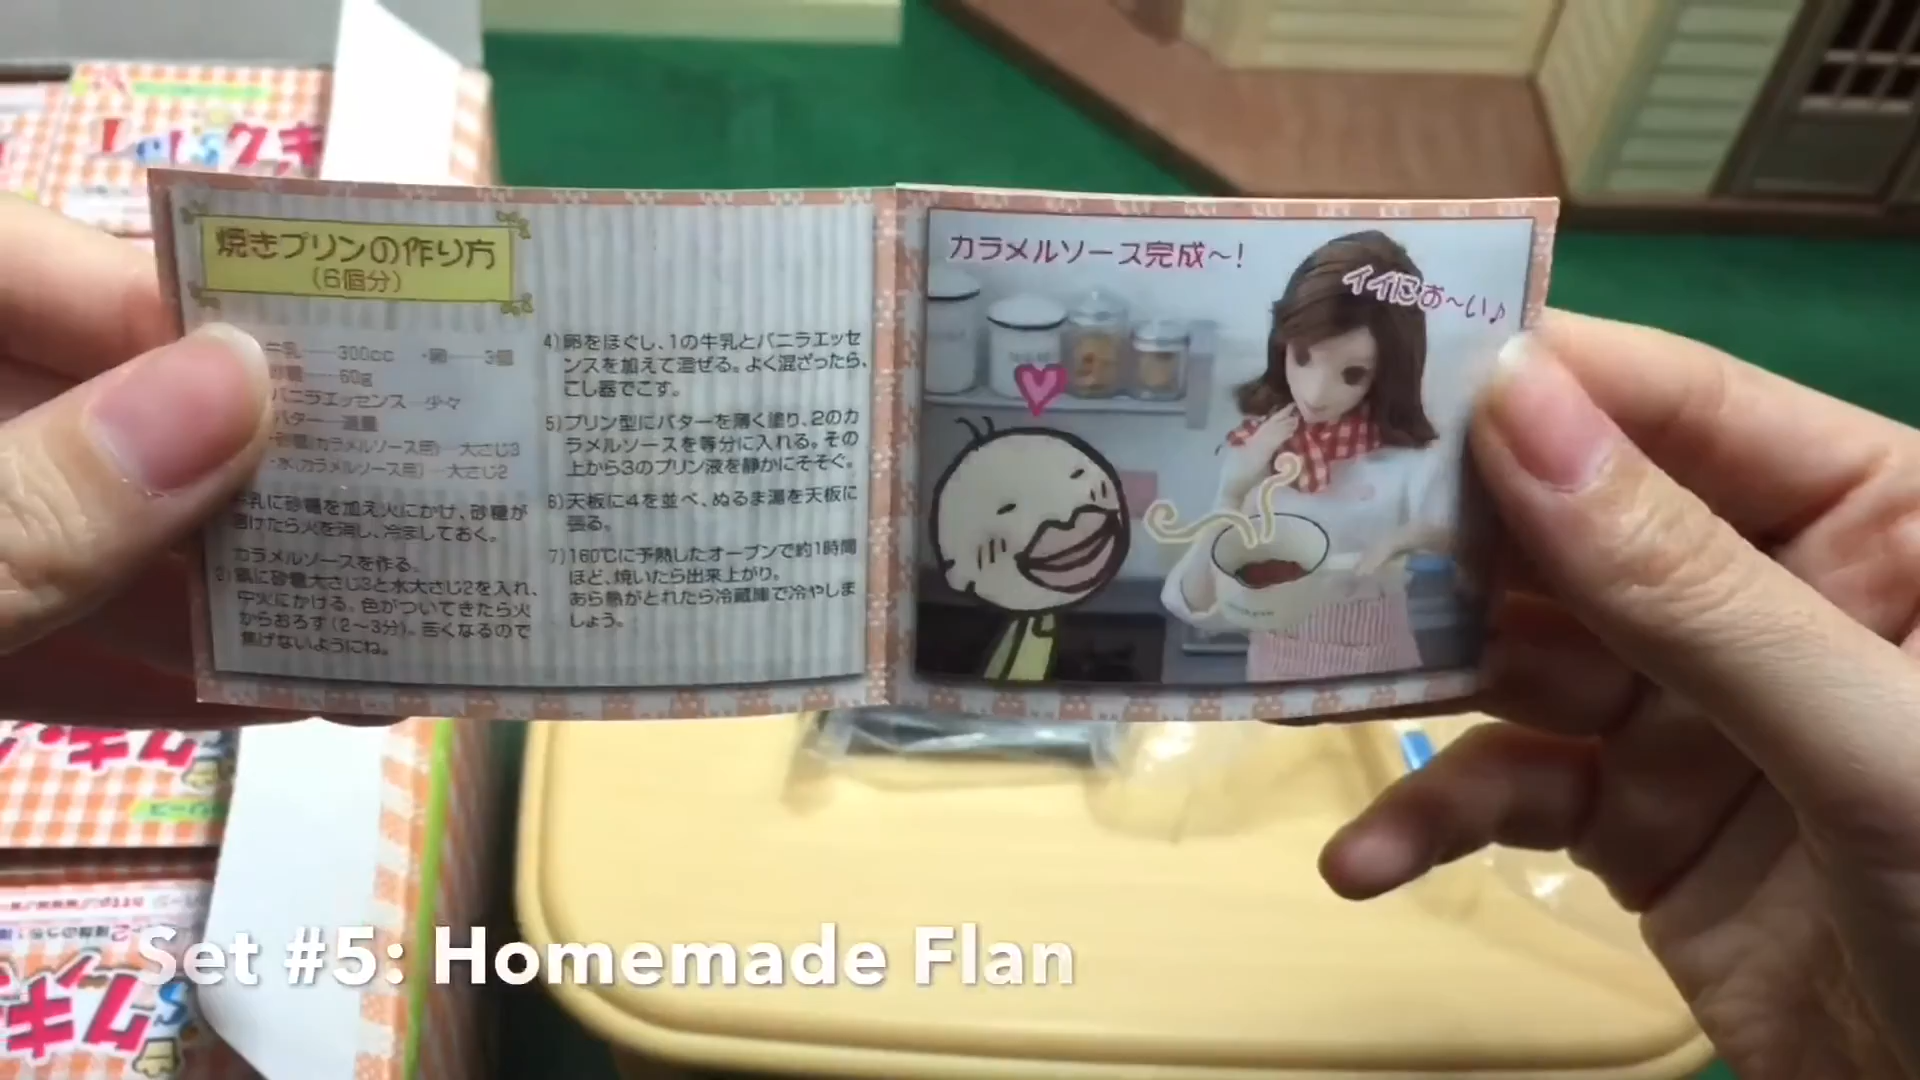 Let'sクッキ
焼きプリンの作り方
(6個分)
牛乳……300cc ・卵……3個
砂糖……60g
バニラエッセンス…少々
バター…適量
・砂糖(カラメルソース用)…大さじ3
・水(カラメルソース用)…大さじ2
牛乳に砂糖を加え火にかけ、砂糖が
溶けたら火を消し、冷ましておく。
カラメルソースを作る。
鍋に砂糖大さじ3と水大さじ2を入れ、
中火にかける。色がついてきたら火
からおろす(2〜3分)。苦くなるので
焦げないようにね。
4)卵をほぐし、1の牛乳とバニラエッセ
ンスを加えて混ぜる。よく混ざったら、
こし器でこす。
5)プリン型にバターを薄く塗り、2のカ
ラメルソースを等分に入れる。その
上から3のプリン液を静かにそそぐ。
6)天板に4を並べ、ぬるま湯を天板に
張る。
7)160℃に予熱したオーブンで約1時間
ほど、焼いたら出来上がり。
あら熱がとれたら冷蔵庫で冷やしま
しょう。
カラメルソース完成〜!
イイにお〜い♪
Set #5: Homemade Flan